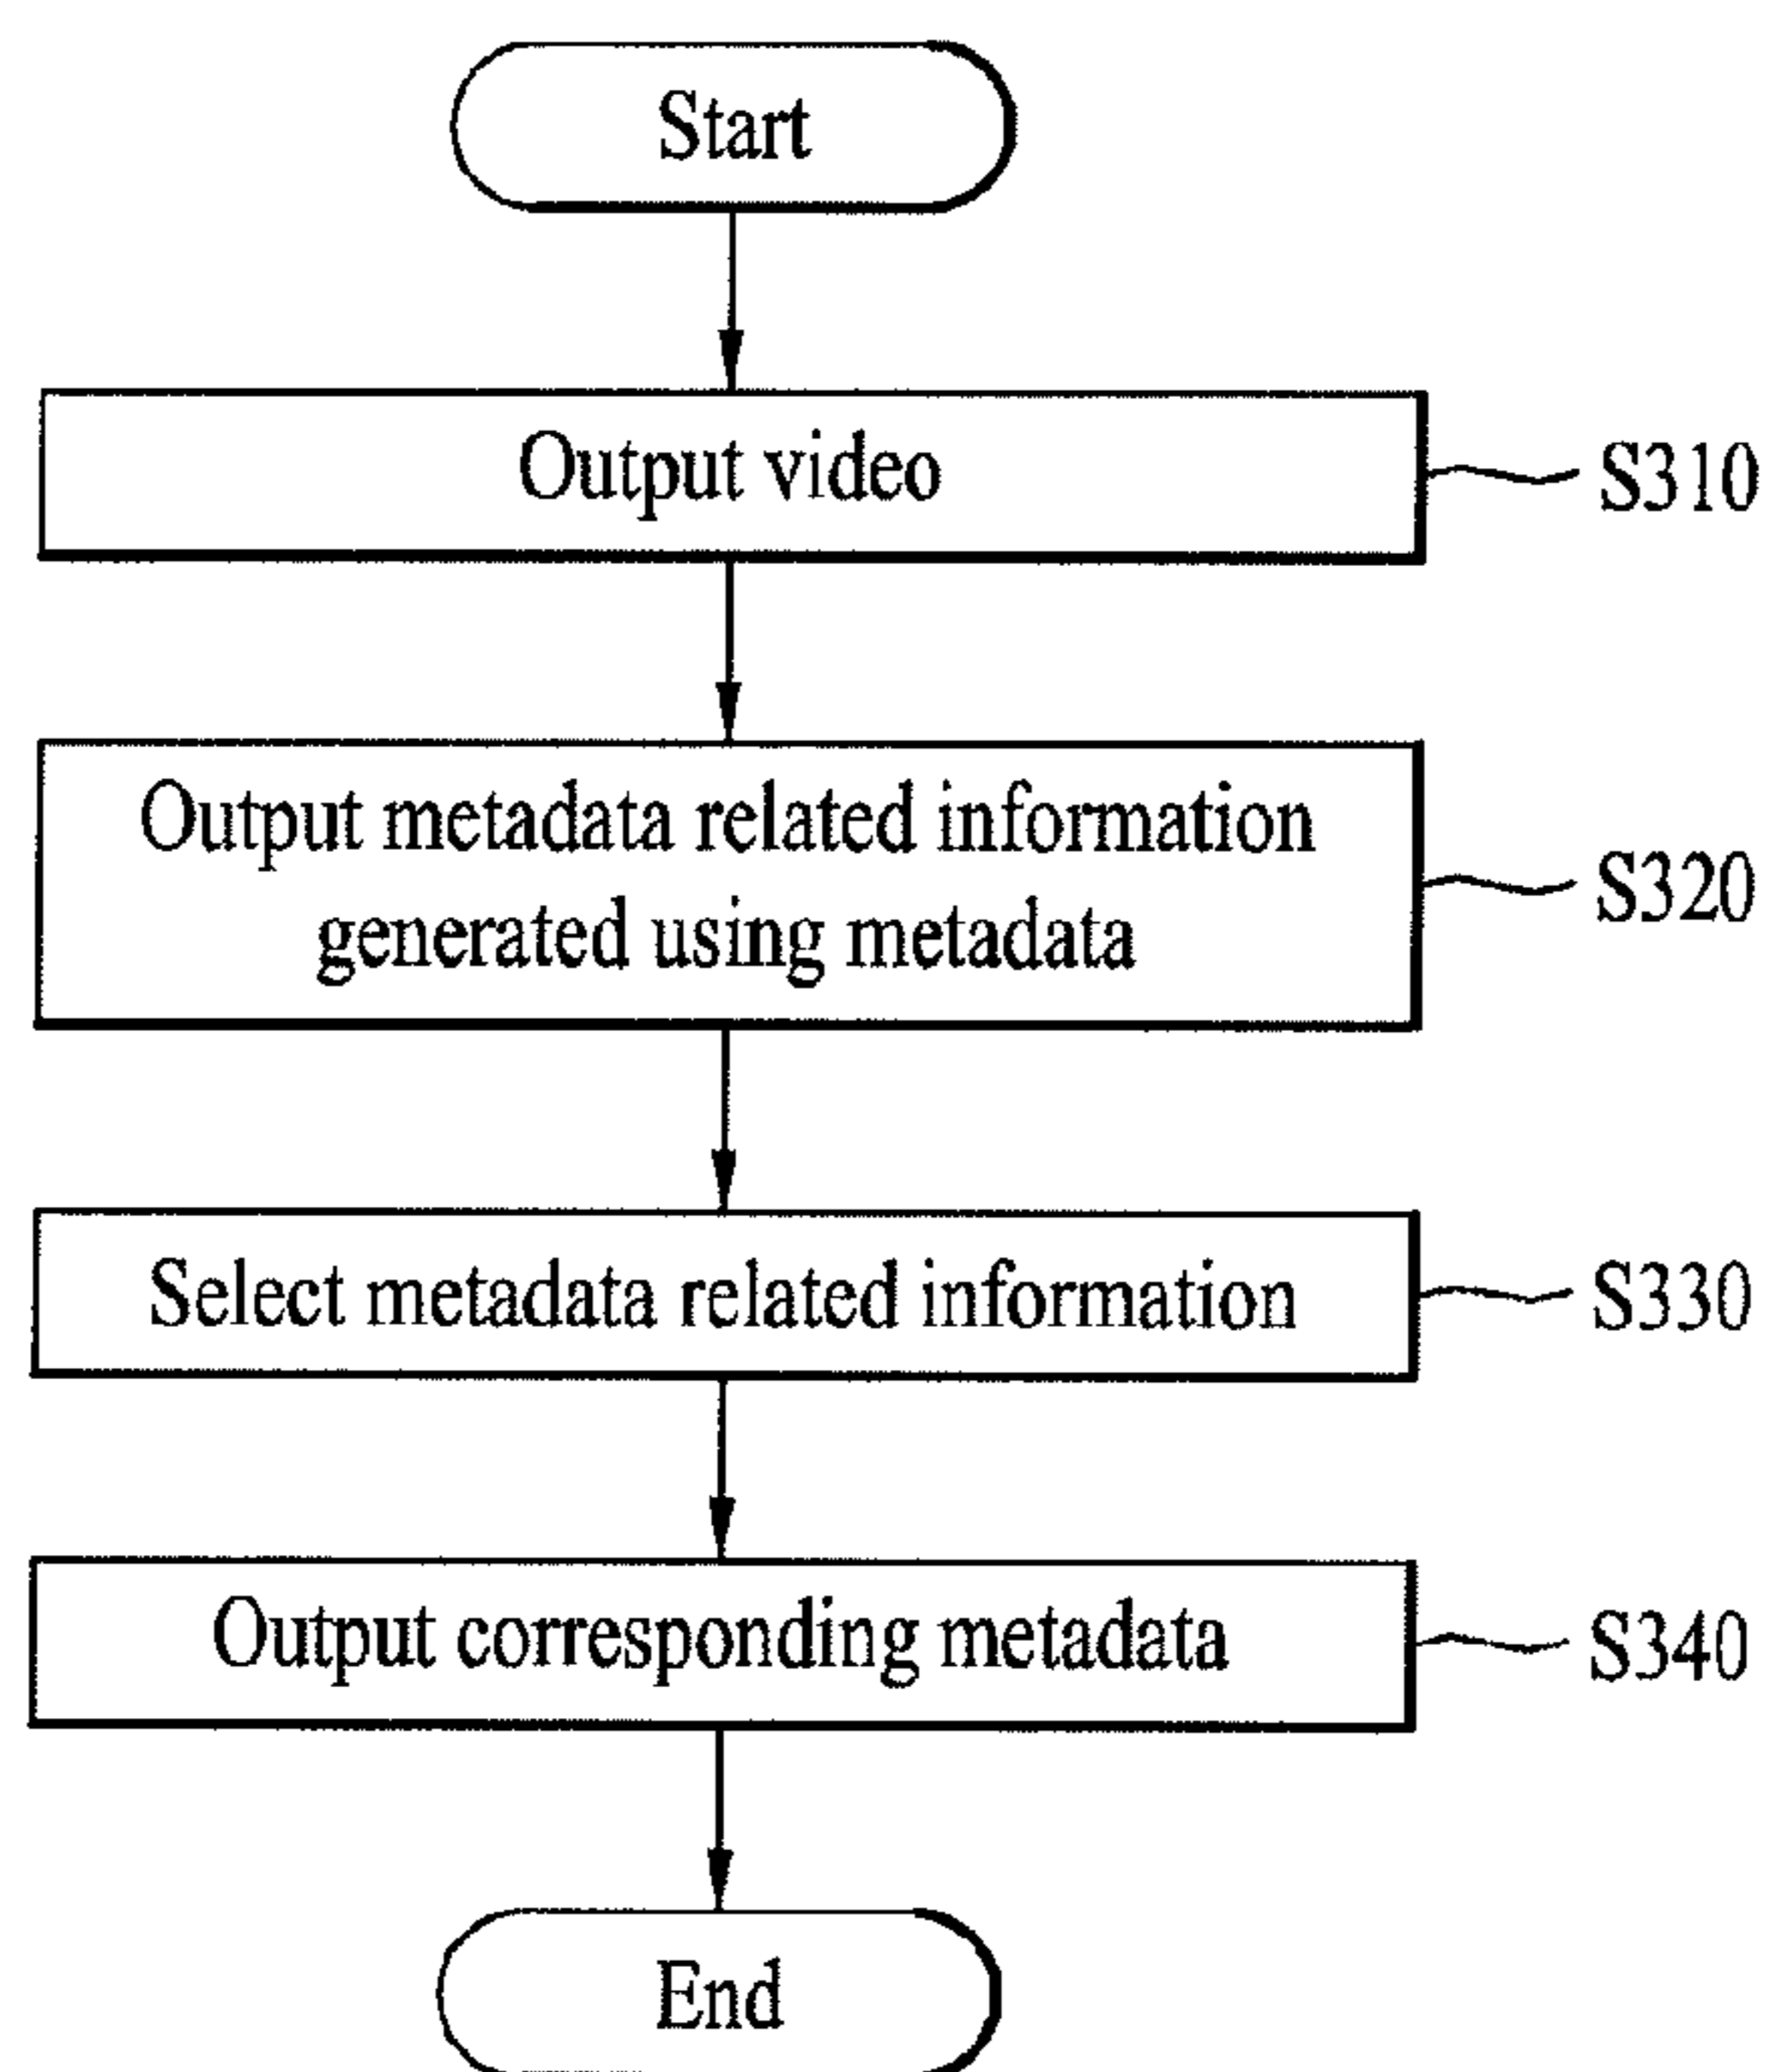 Start
Output video
S310
Output metadata related information
generated using metadata
S320
Select metadata related information
S330
Output corresponding metadata
S340
End